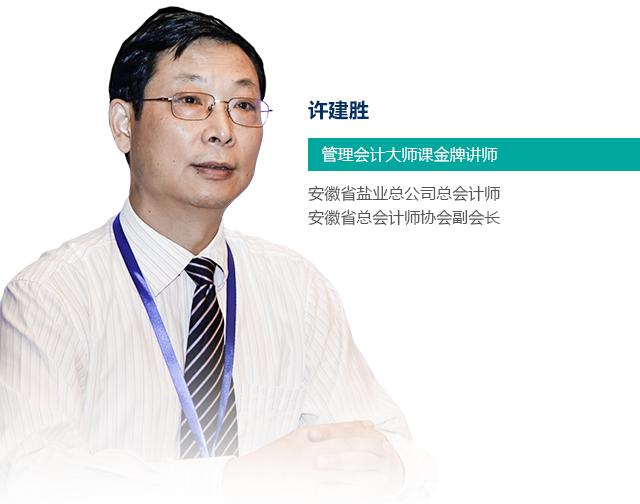 许建胜
管理会计大师课金牌讲师
安徽省盐业总公司总会计师
安徽省总会计师协会副会长